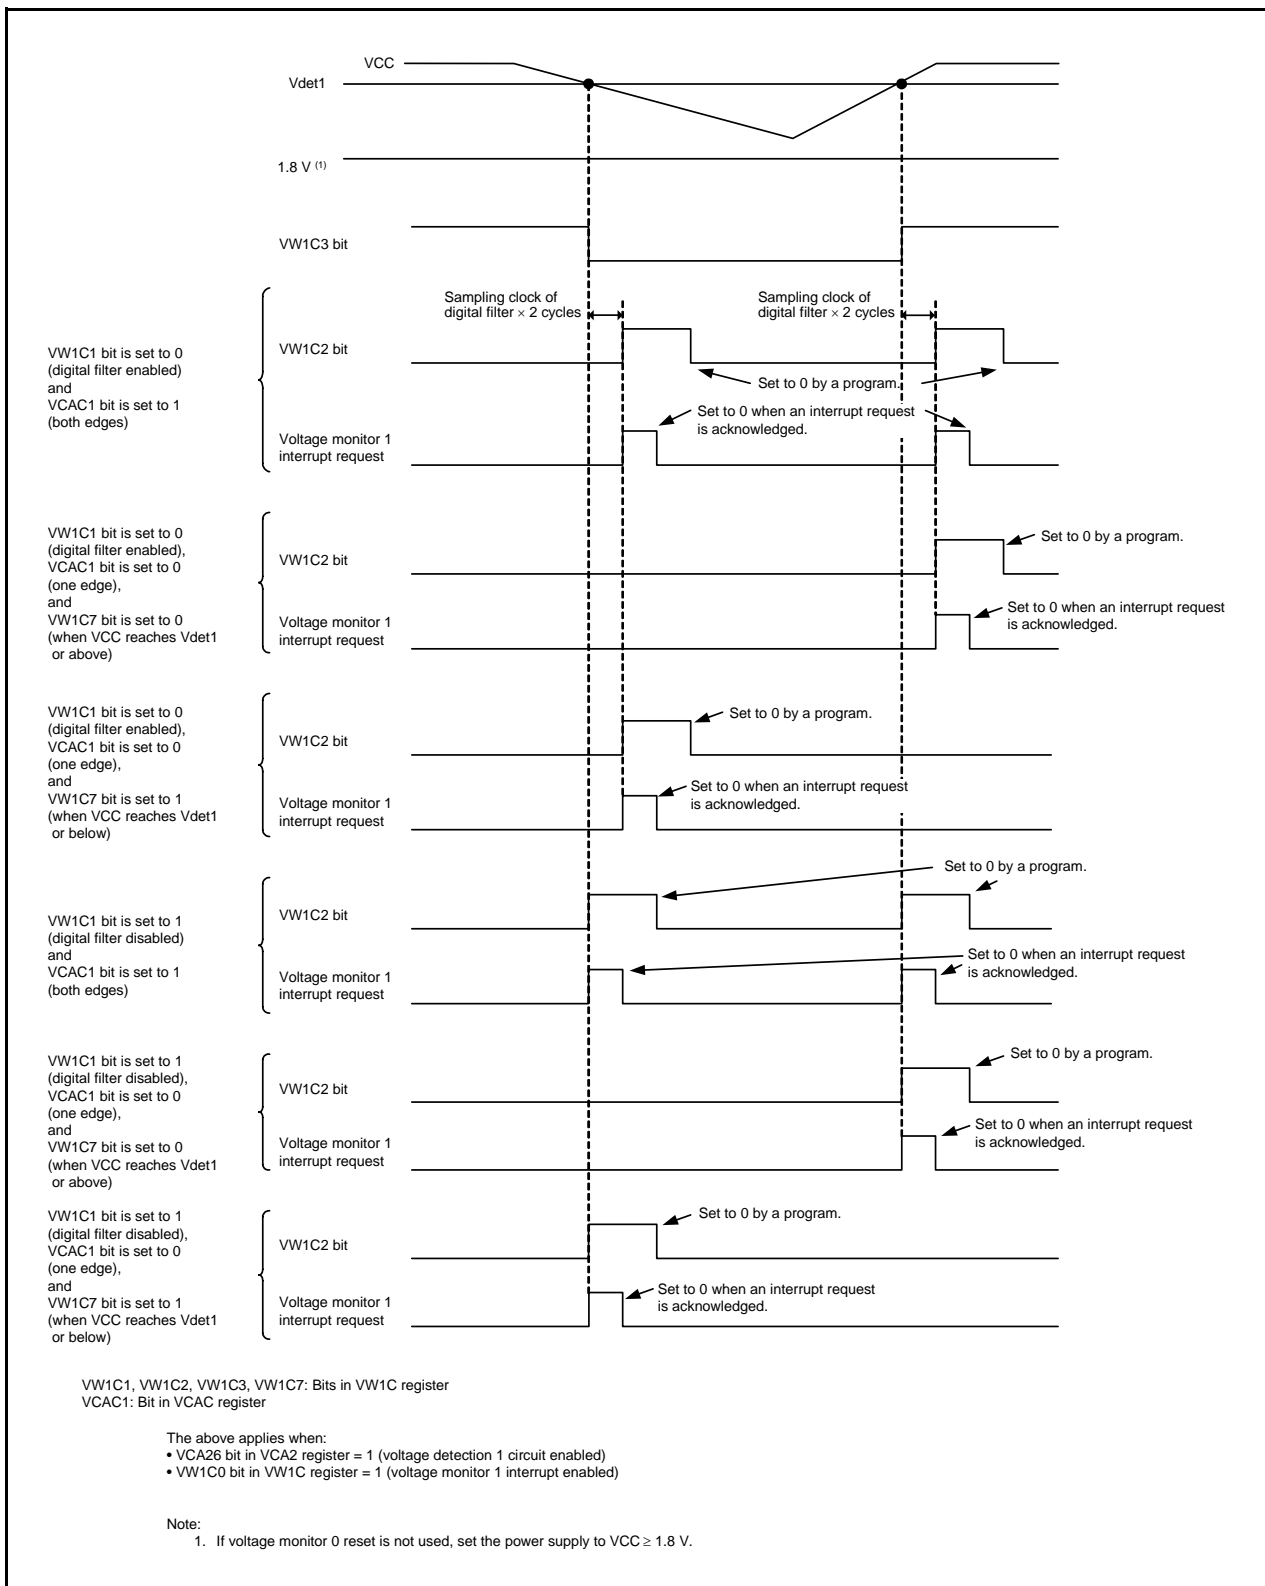 VCC
Vdet1
1.8 V (1)
VW1C3 bit
Sampling clock of
digital filter × 2 cycles
Sampling clock of
digital filter × 2 cycles
VW1C1 bit is set to 0
(digital filter enabled)
and
VCAC1 bit is set to 1
(both edges)
VW1C2 bit
Set to 0 by a program.
Set to 0 when an interrupt request
is acknowledged.
Voltage monitor 1
interrupt request
VW1C1 bit is set to 0
(digital filter enabled),
VCAC1 bit is set to 0
(one edge),
and
VW1C7 bit is set to 0
(when VCC reaches Vdet1
or above)
VW1C2 bit
Set to 0 by a program.
Voltage monitor 1
interrupt request
Set to 0 when an interrupt request
is acknowledged.
VW1C1 bit is set to 0
(digital filter enabled),
VCAC1 bit is set to 0
(one edge),
and
VW1C7 bit is set to 1
(when VCC reaches Vdet1
or below)
VW1C2 bit
Set to 0 by a program.
Voltage monitor 1
interrupt request
Set to 0 when an interrupt request
is acknowledged.
VW1C1 bit is set to 1
(digital filter disabled)
and
VCAC1 bit is set to 1
(both edges)
VW1C2 bit
Set to 0 by a program.
Voltage monitor 1
interrupt request
Set to 0 when an interrupt request
is acknowledged.
VW1C1 bit is set to 1
(digital filter disabled),
VCAC1 bit is set to 0
(one edge),
and
VW1C7 bit is set to 0
(when VCC reaches Vdet1
or above)
VW1C2 bit
Set to 0 by a program.
Voltage monitor 1
interrupt request
Set to 0 when an interrupt request
is acknowledged.
VW1C1 bit is set to 1
(digital filter disabled),
VCAC1 bit is set to 0
(one edge),
and
VW1C7 bit is set to 1
(when VCC reaches Vdet1
or below)
VW1C2 bit
Set to 0 by a program.
Voltage monitor 1
interrupt request
Set to 0 when an interrupt request
is acknowledged.
VW1C1, VW1C2, VW1C3, VW1C7: Bits in VW1C register
VCAC1: Bit in VCAC register
The above applies when:
• VCA26 bit in VCA2 register = 1 (voltage detection 1 circuit enabled)
• VW1C0 bit in VW1C register = 1 (voltage monitor 1 interrupt enabled)
Note:
1. If voltage monitor 0 reset is not used, set the power supply to VCC ≥ 1.8 V.